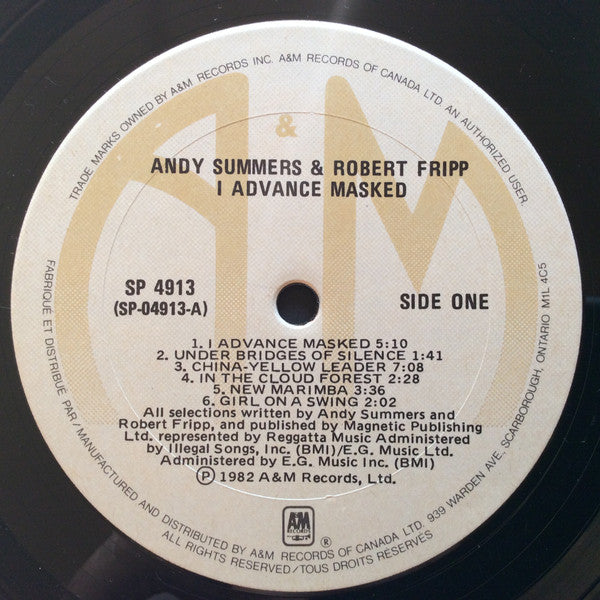 TRADE MARKS OWNED BY A&M RECORDS INC. A&M RECORDS OF CANADA LTD. AN AUTHORIZED USER.
&
ANDY SUMMERS & ROBERT FRIPP
I ADVANCE MASKED
SP 4913
(SP-04913-A)
SIDE ONE
1. I ADVANCE MASKED 5:10
2. UNDER BRIDGES OF SILENCE 1:41
3. CHINA-YELLOW LEADER 7:08
4. IN THE CLOUD FOREST 2:28
5. NEW MARIMBA 3:36
6. GIRL ON A SWING 2:02
All selections written by Andy Summers and
Robert Fripp, and published by Magnetic Publishing
Ltd. represented by Reggatta Music Administered
by Illegal Songs, Inc. (BMI)/E.G. Music Ltd.
Administered by E.G. Music Inc. (BMI)
Ⓟ 1982 A&M Records, Ltd.
A&M
RECORDS
®
FABRIQUÉ ET DISTRIBUÉ PAR/MANUFACTURED AND DISTRIBUTED BY A&M RECORDS OF CANADA LTD. 939 WARDEN AVE., SCARBOROUGH, ONTARIO M1L 4C5
ALL RIGHTS RESERVED/TOUS DROITS RÉSERVÉS